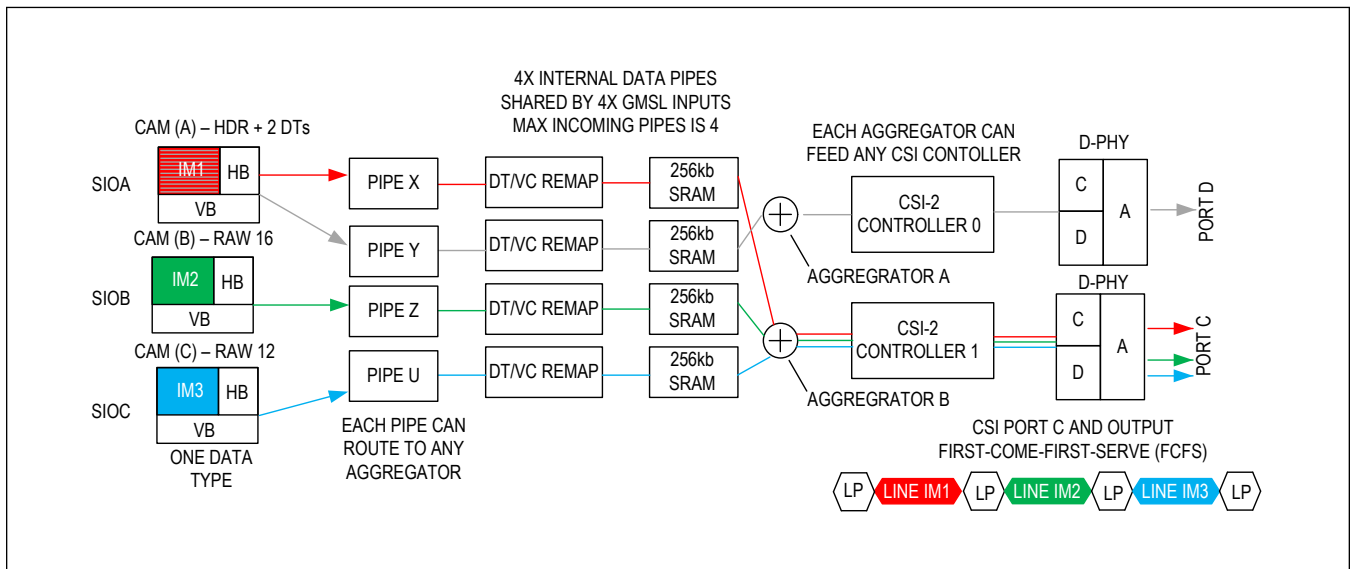 4X INTERNAL DATA PIPES
SHARED BY 4X GMSL INPUTS
MAX INCOMING PIPES IS 4
CAM (A) – HDR + 2 DTs
SIOA
IM1
HB
VB
CAM (B) – RAW 16
SIOB
IM2
HB
VB
CAM (C) – RAW 12
SIOC
IM3
HB
VB
ONE DATA
TYPE
PIPE X
PIPE Y
PIPE Z
PIPE U
EACH PIPE CAN
ROUTE TO ANY
AGGREGATOR
DT/VC REMAP
DT/VC REMAP
DT/VC REMAP
DT/VC REMAP
256kb
SRAM
256kb
SRAM
256kb
SRAM
256kb
SRAM
EACH AGGREGATOR CAN
FEED ANY CSI CONTOLLER
AGGREGRATOR A
AGGREGRATOR B
CSI-2
CONTROLLER 0
CSI-2
CONTROLLER 1
D-PHY
C
D
A
PORT D
D-PHY
C
D
A
PORT C
CSI PORT C AND OUTPUT
FIRST-COME-FIRST-SERVE (FCFS)
LP LINE IM1 LP LINE IM2 LP LINE IM3 LP